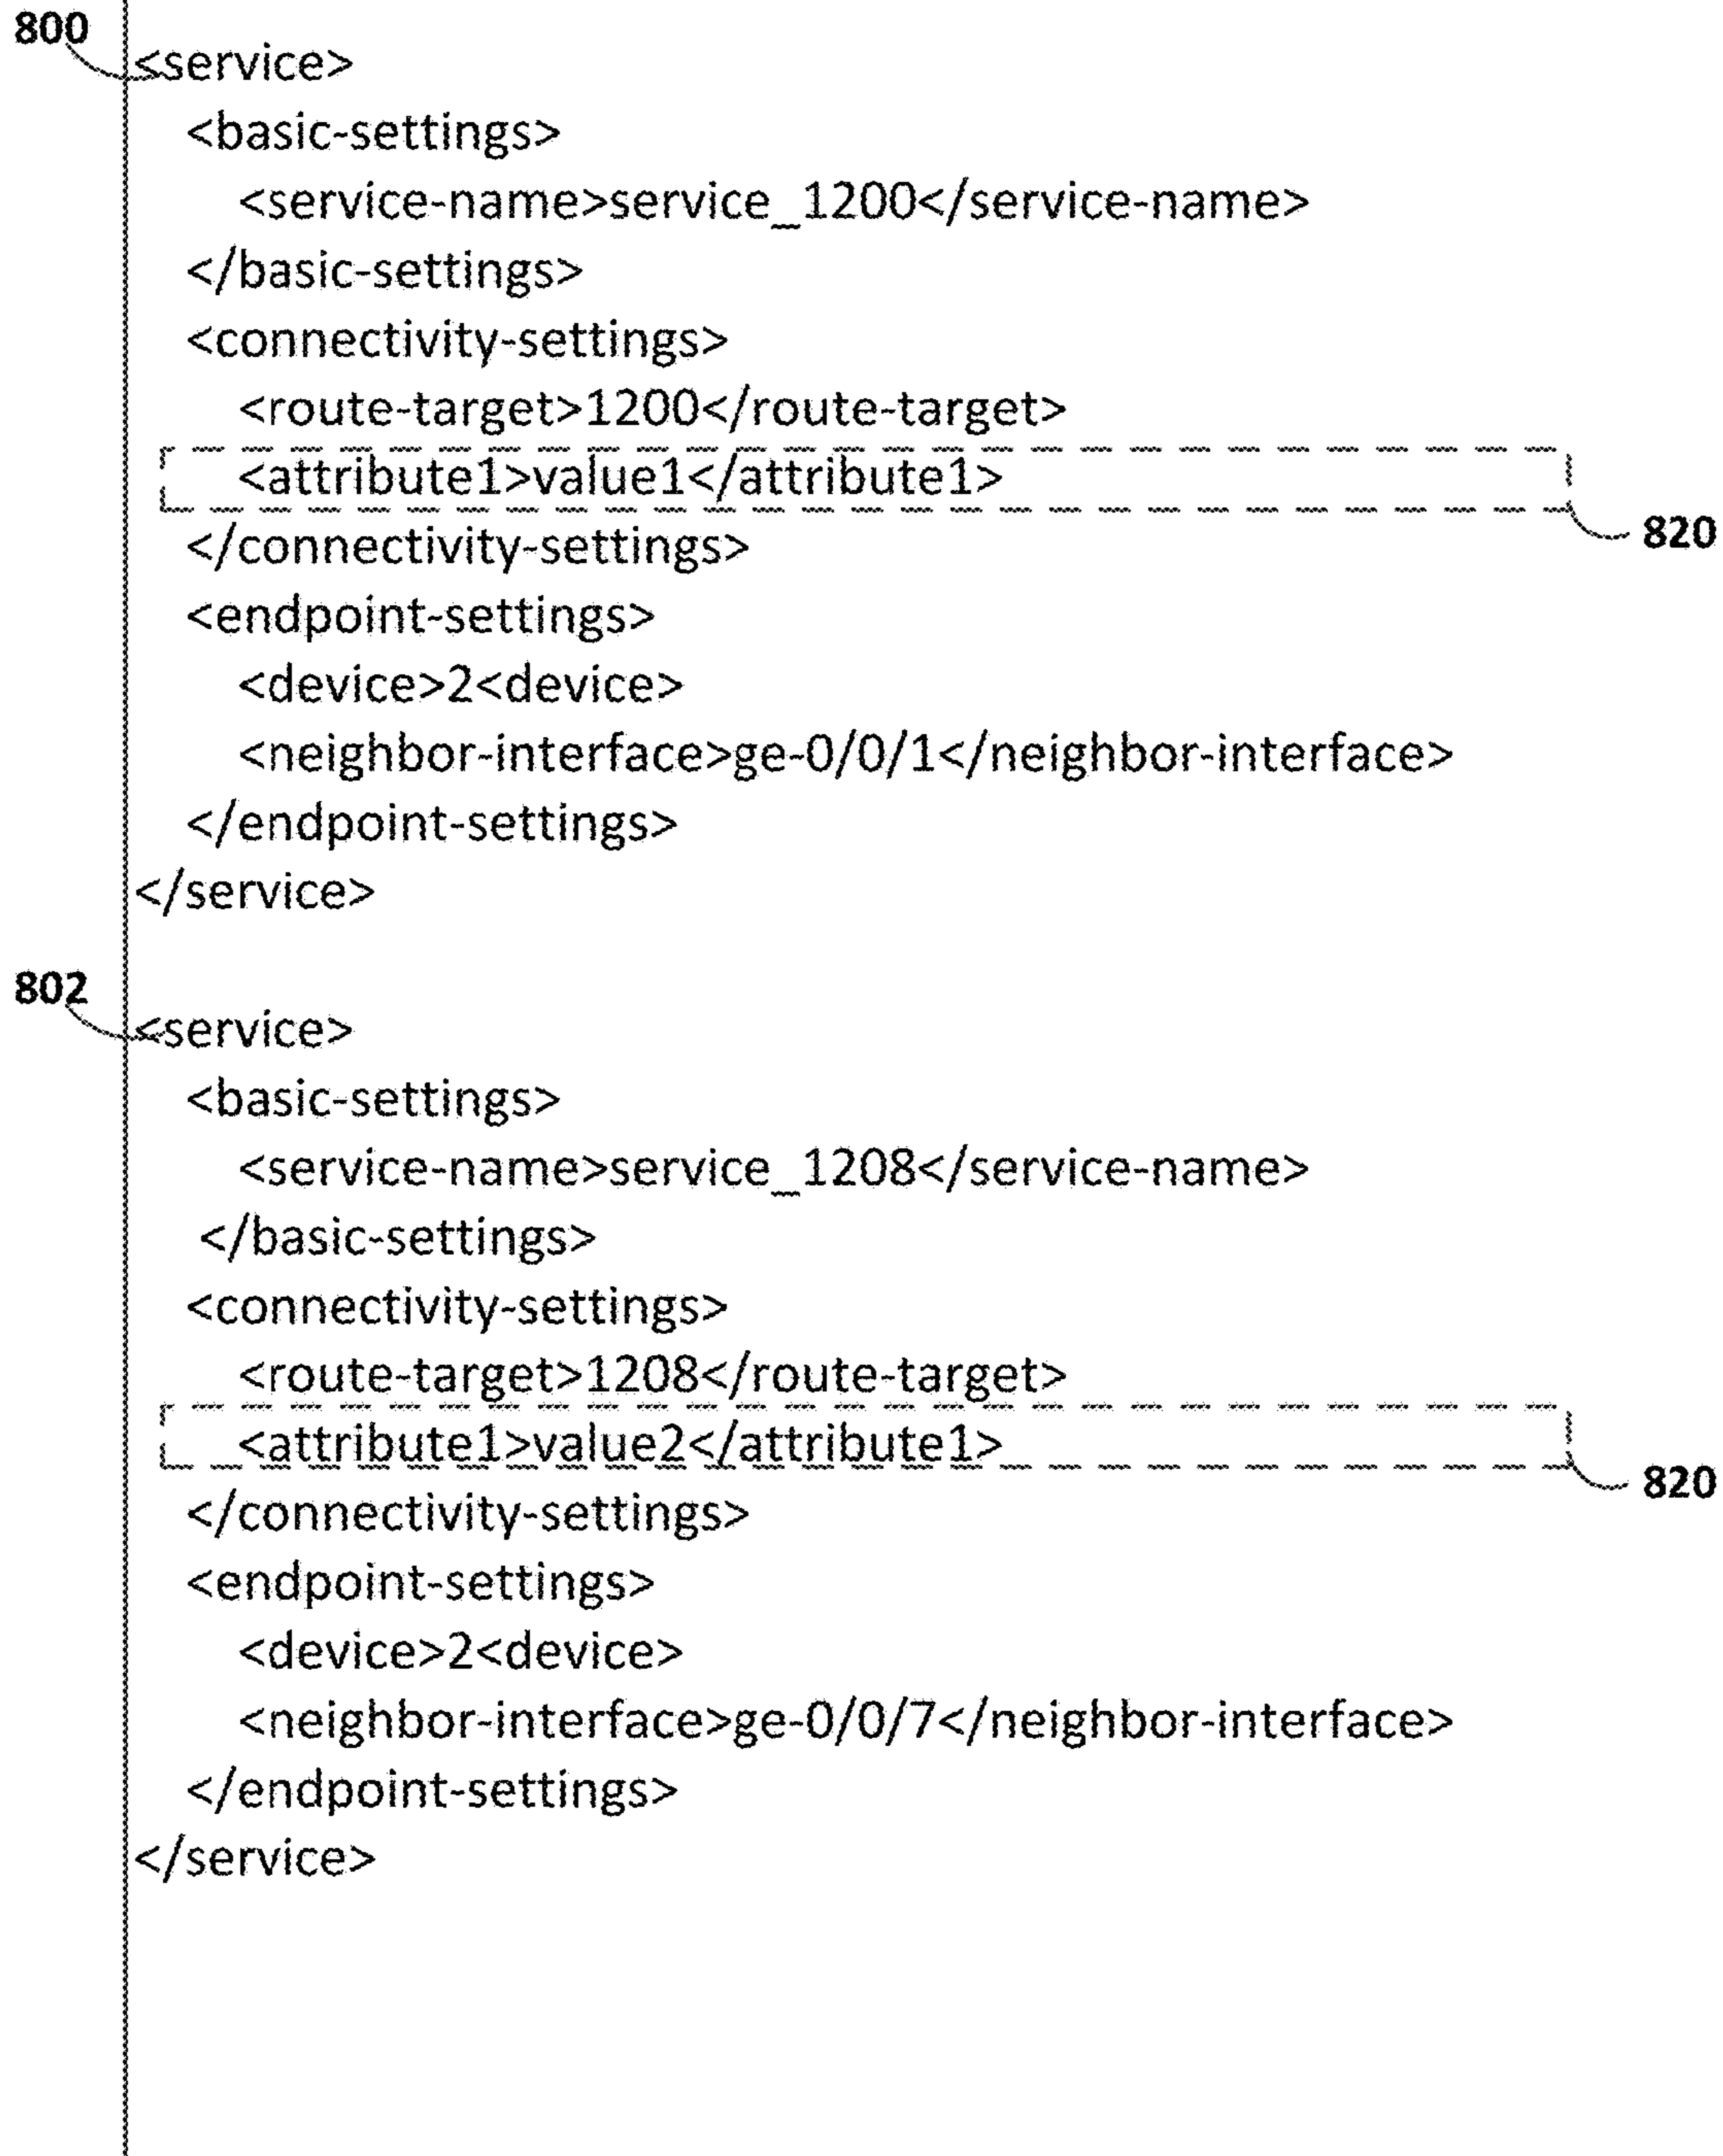 800
<service>
<basic-settings>
<service-name>service_1200</service-name>
</basic-settings>
<connectivity-settings>
<route-target>1200</route-target>
<attribute1>value1</attribute1>
820
</connectivity-settings>
<endpoint-settings>
<device>2<device>
<neighbor-interface>ge-0/0/1</neighbor-interface>
</endpoint-settings>
</service>
802
<service>
<basic-settings>
<service-name>service_1208</service-name>
</basic-settings>
<connectivity-settings>
<route-target>1208</route-target>
<attribute1>value2</attribute1>
820
</connectivity-settings>
<endpoint-settings>
<device>2<device>
<neighbor-interface>ge-0/0/7</neighbor-interface>
</endpoint-settings>
</service>